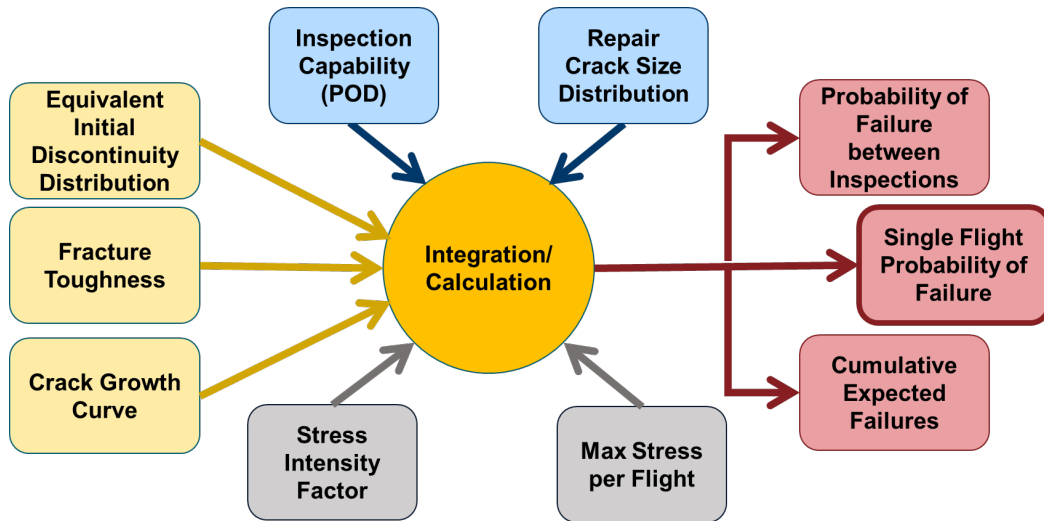 Inspection
Capability
(POD)
Repair
Crack Size
Distribution
Equivalent
Initial
Discontinuity
Distribution
Probability of
Failure
between
Inspections
Fracture
Toughness
Integration/
Calculation
Single Flight
Probability of
Failure
Crack Growth
Curve
Stress
Intensity
Factor
Max Stress
per Flight
Cumulative
Expected
Failures